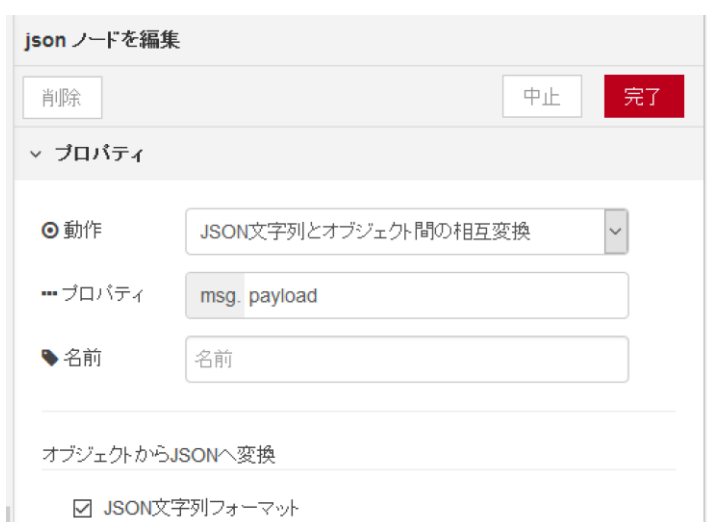 json ノードを編集
削除 中止 完了
プロパティ
動作 JSON文字列とオブジェクト間の相互変換
プロパティ msg. payload
名前 名前
オブジェクトからJSONへ変換
JSON文字列フォーマット